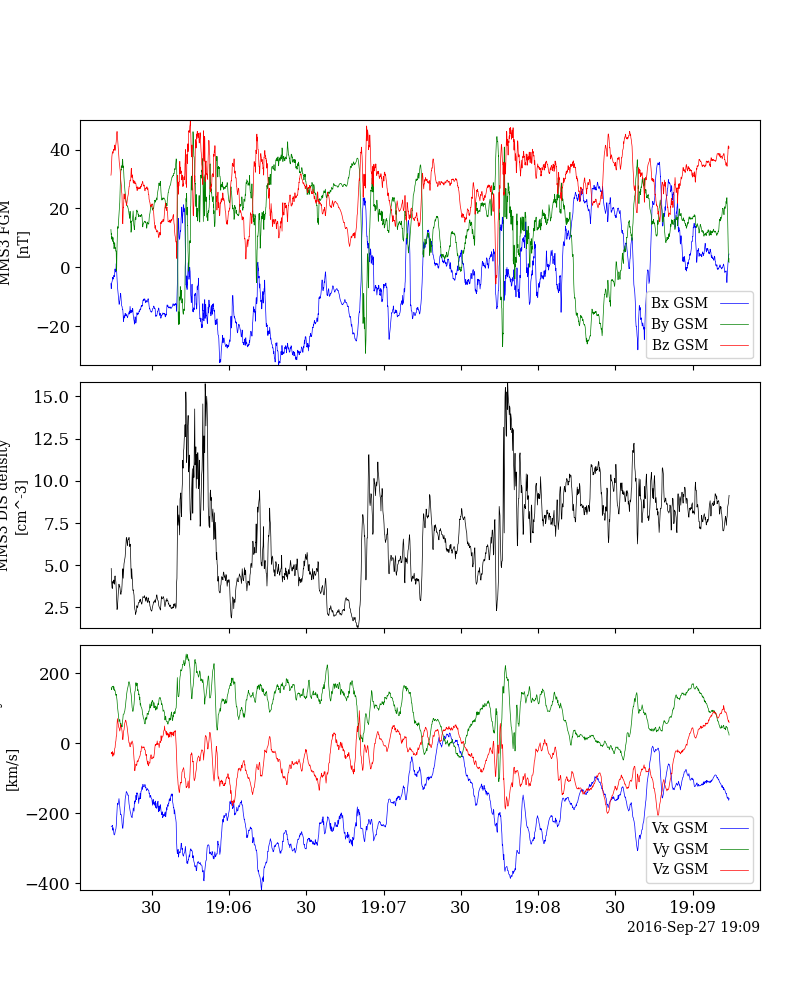 40
20
0
−20
MMS3 FGM
[nT]
Bx GSM
By GSM
Bz GSM
15.0
12.5
10.0
7.5
5.0
2.5
MMS3 DIS density
[cm^-3]
200
0
−200
−400
[km/s]
Vx GSM
Vy GSM
Vz GSM
30
19:06
30
19:07
30
19:08
30
19:09
2016-Sep-27 19:09